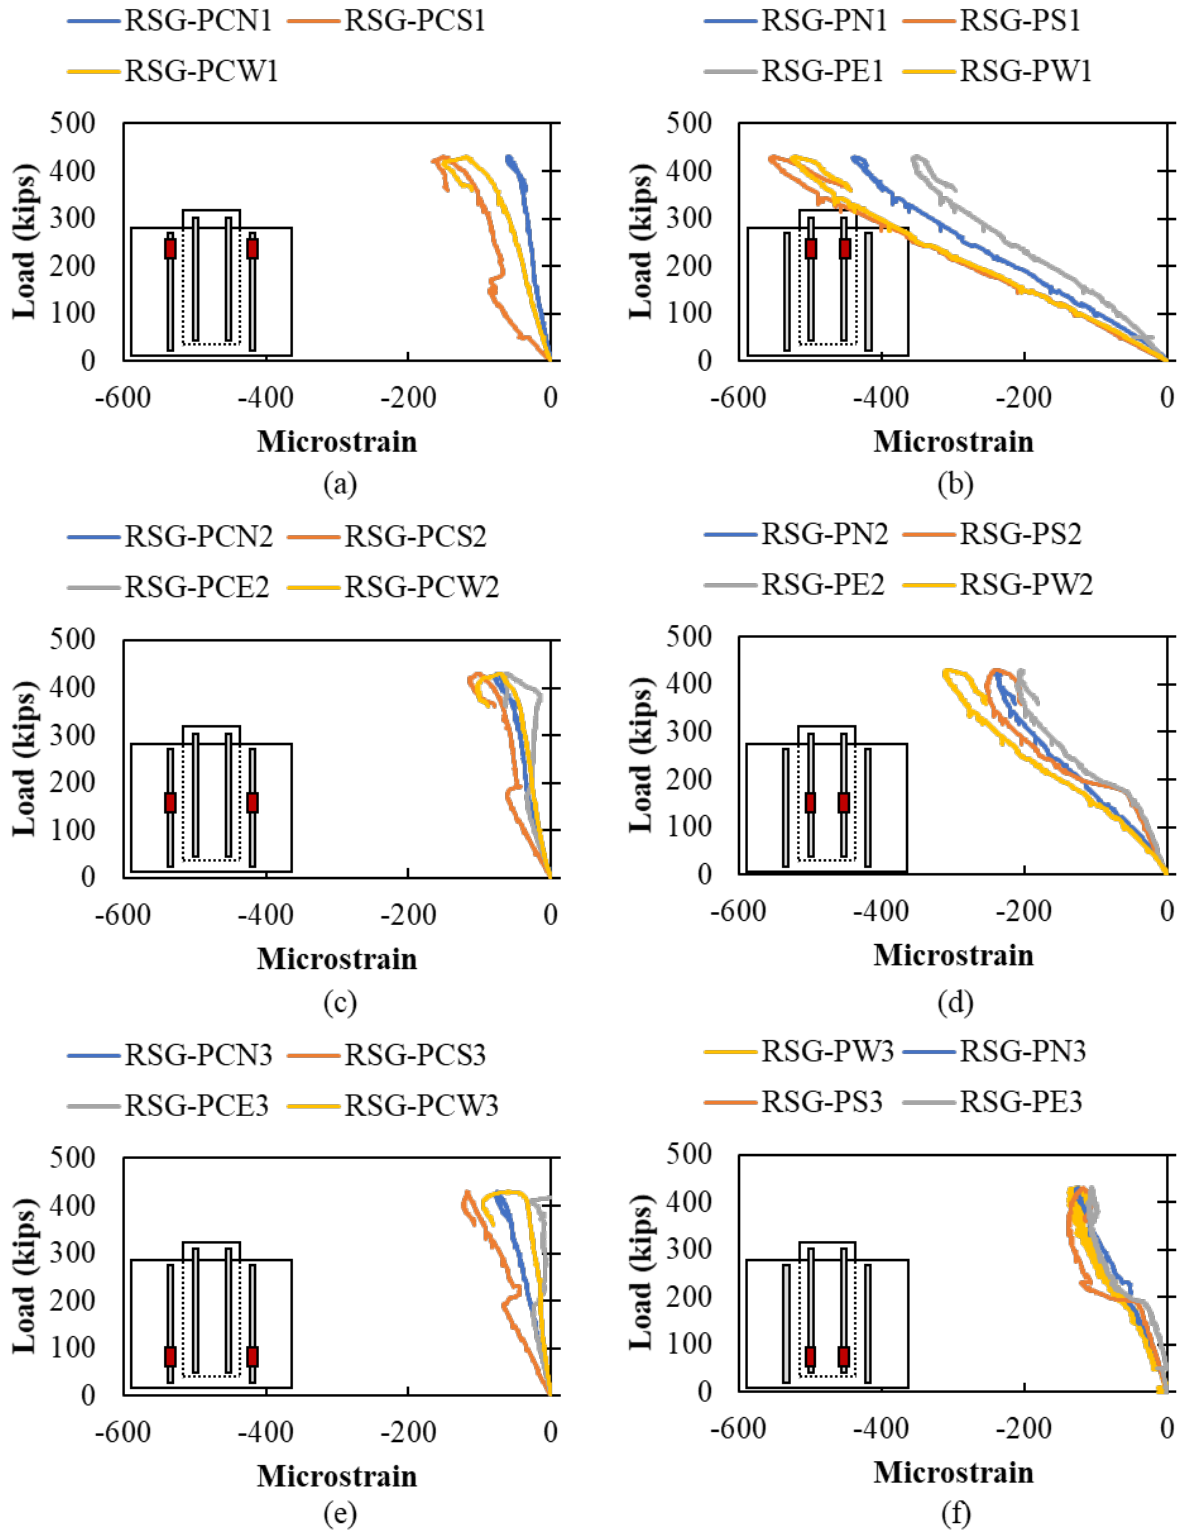 RSG-PCN1 RSG-PCS1
RSG-PCW1
500
400
300
200
100
0
Load (kips)
-600 -400 -200 0
Microstrain
(a)
RSG-PN1 RSG-PS1
RSG-PE1 RSG-PW1
500
400
300
200
100
0
Load (kips)
-600 -400 -200 0
Microstrain
(b)
RSG-PCN2 RSG-PCS2
RSG-PCE2 RSG-PCW2
500
400
300
200
100
0
Load (kips)
-600 -400 -200 0
Microstrain
(c)
RSG-PN2 RSG-PS2
RSG-PE2 RSG-PW2
500
400
300
200
100
0
Load (kips)
-600 -400 -200 0
Microstrain
(d)
RSG-PCN3 RSG-PCS3
RSG-PCE3 RSG-PCW3
500
400
300
200
100
0
Load (kips)
-600 -400 -200 0
Microstrain
(e)
RSG-PW3 RSG-PN3
RSG-PS3 RSG-PE3
500
400
300
200
100
0
Load (kips)
-600 -400 -200 0
Microstrain
(f)